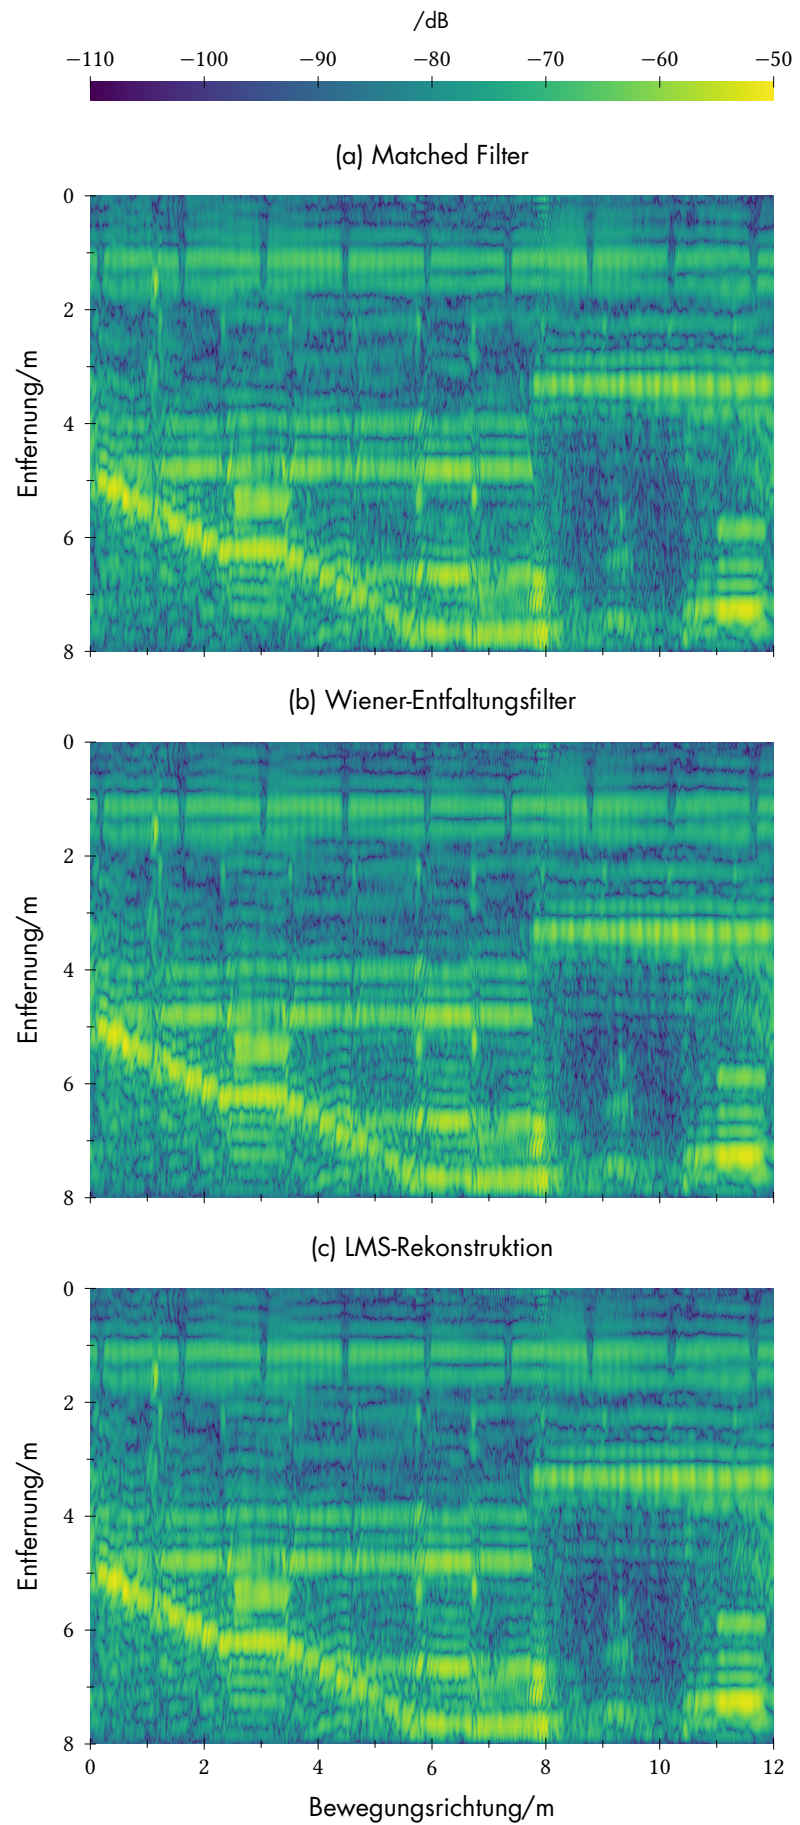 /dB
−110 −100 −90 −80 −70 −60 −50
(a) Matched Filter
0
2
4
6
8
Entfernung/m
(b) Wiener-Entfaltungsfilter
0
2
4
6
8
Entfernung/m
(c) LMS-Rekonstruktion
0
2
4
6
8
Entfernung/m
0 2 4 6 8 10 12
Bewegungsrichtung/m